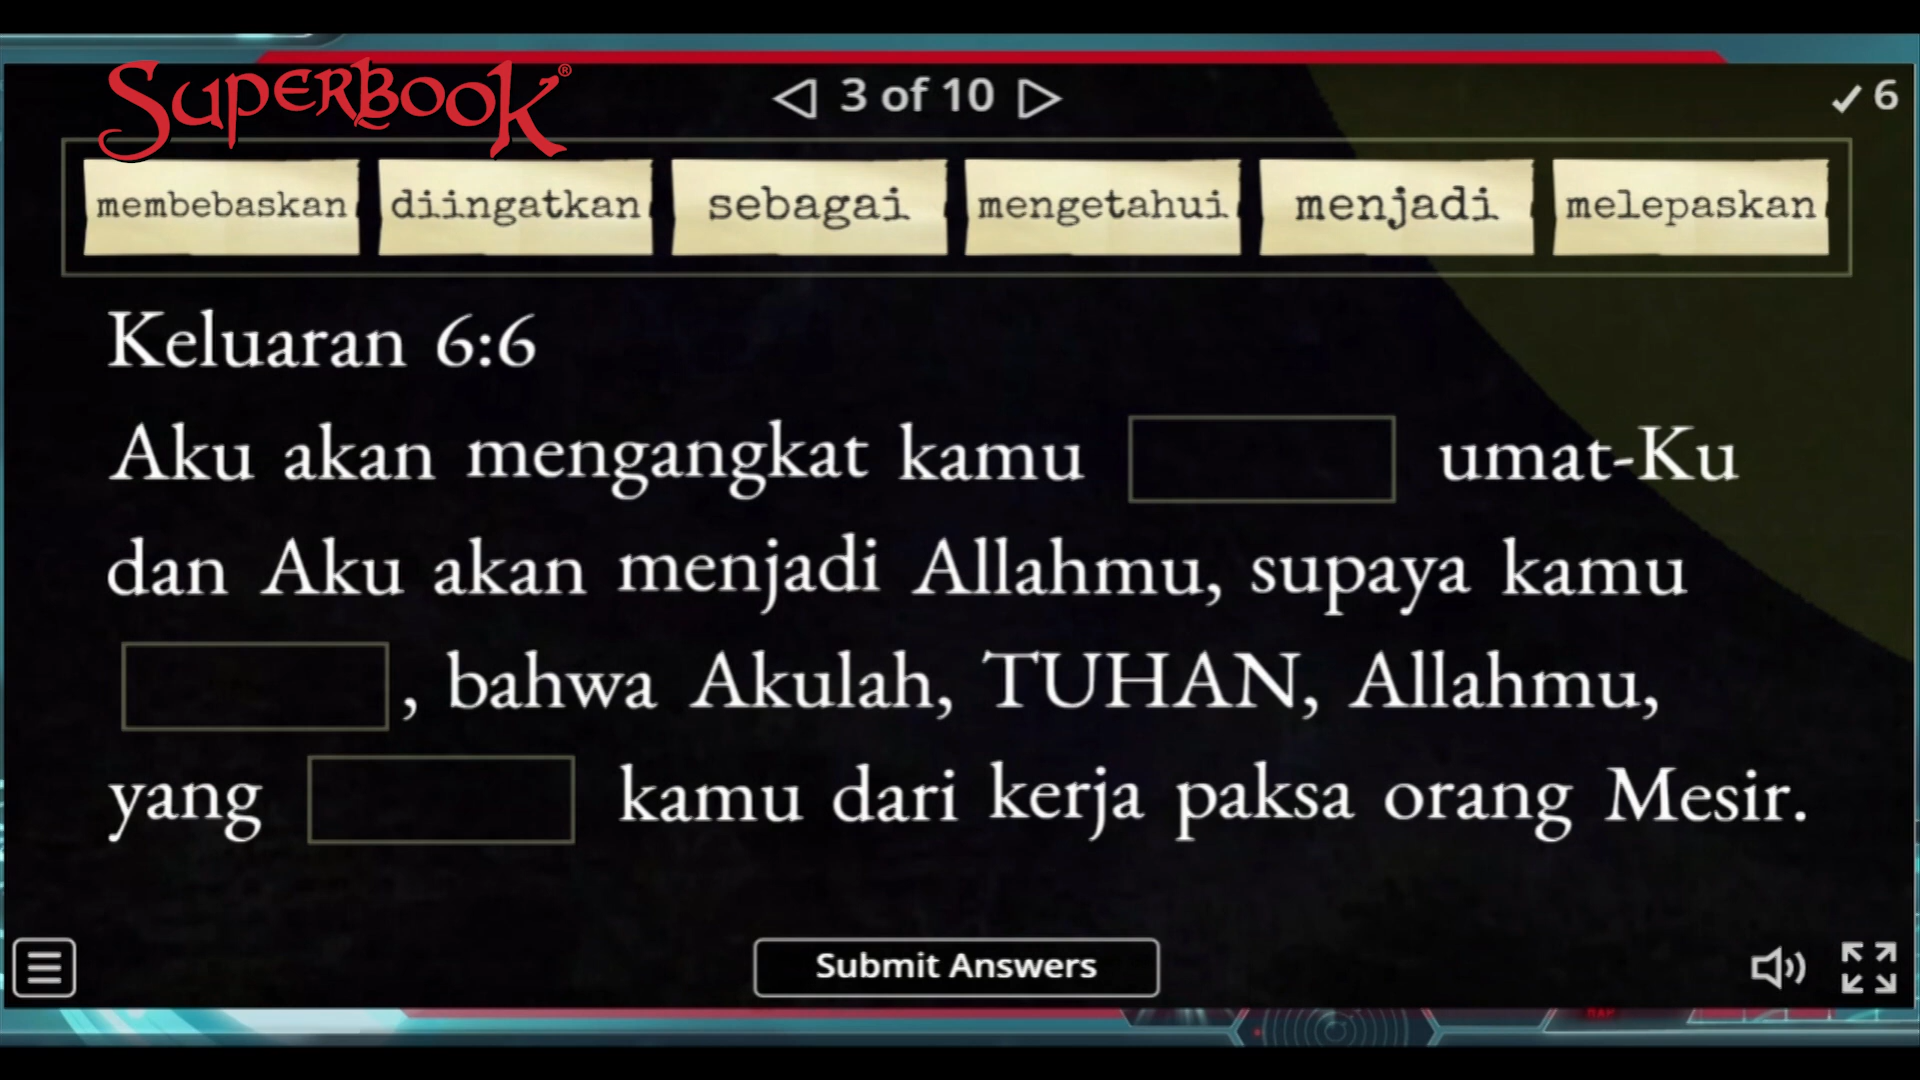 SUPERBOOK®
3 of 10
6
membebaskan diingatkan sebagai mengetahui menjadi melepaskan
Keluaran 6:6
Aku akan mengangkat kamu umat-Ku
dan Aku akan menjadi Allahmu, supaya kamu
, bahwa Akulah, TUHAN, Allahmu,
yang kamu dari kerja paksa orang Mesir.
Submit Answers